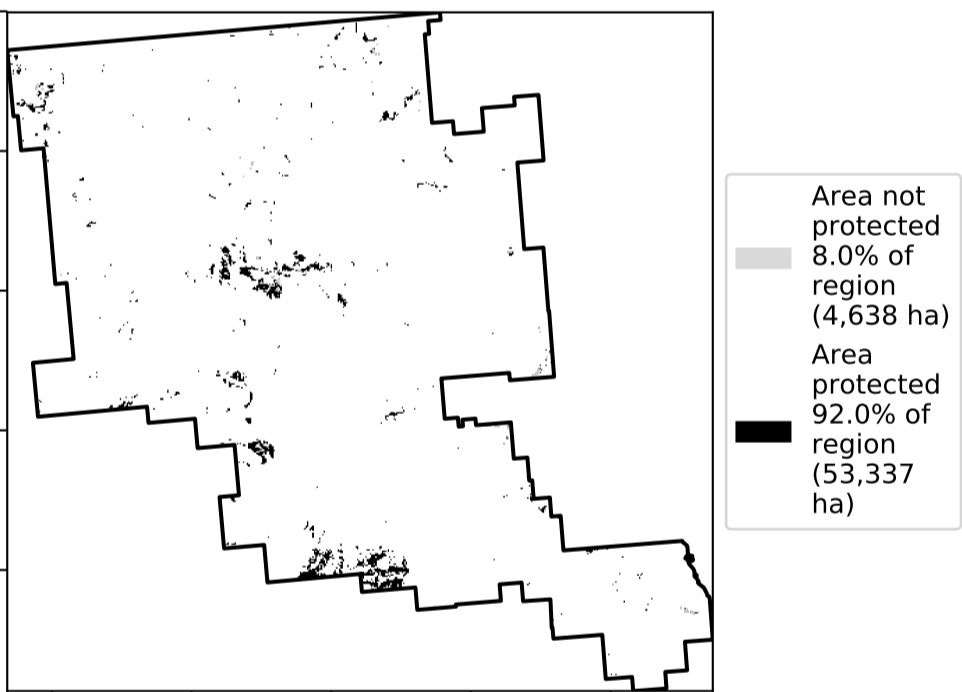 Area not
protected
8.0% of
region
(4,638 ha)
Area
protected
92.0% of
region
(53,337
ha)